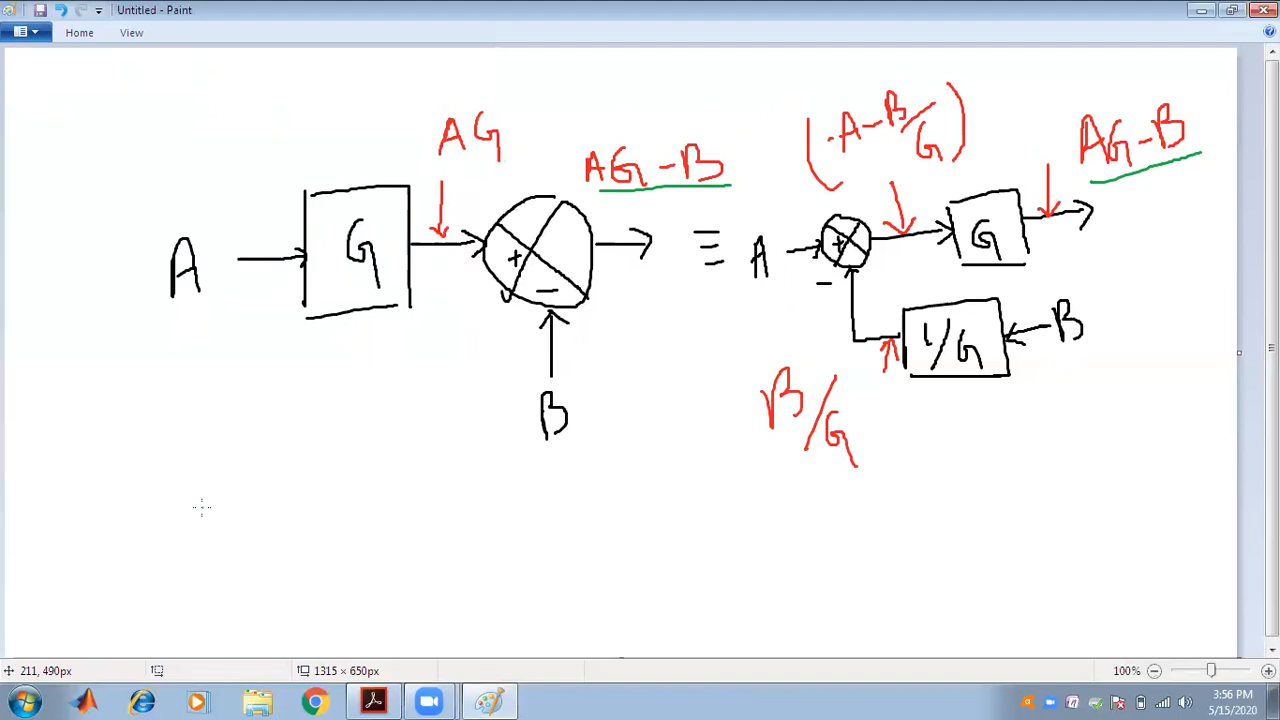 Untitled - Paint
Home View
AG
AG-B
(A-B/G)
AG-B
A
G
+
-
B
≡
A
+
-
G
1/G
B
B/G
211, 490px
1315 × 650px
100%
3:56 PM
5/15/2020